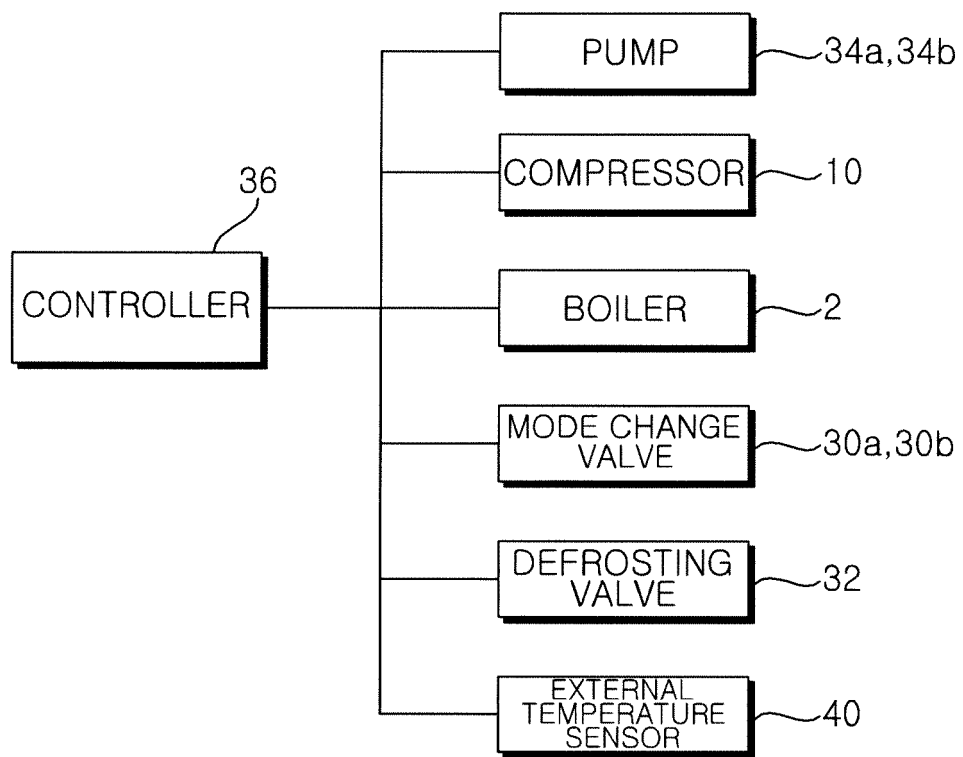 PUMP
34a,34b
COMPRESSOR
10
36
CONTROLLER
BOILER
2
MODE CHANGE
VALVE
30a,30b
DEFROSTING
VALVE
32
EXTERNAL
TEMPERATURE
SENSOR
40